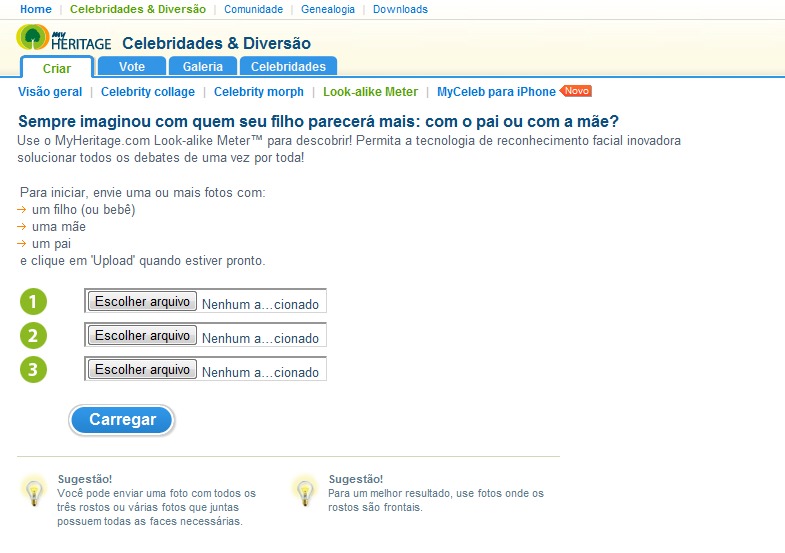 Home | Celebridades & Diversão | Comunidade | Genealogia | Downloads
my HERITAGE Celebridades & Diversão
Criar Vote Galeria Celebridades
Visão geral | Celebrity collage | Celebrity morph | Look-alike Meter | MyCeleb para iPhone Novo
Sempre imaginou com quem seu filho parecerá mais: com o pai ou com a mãe?
Use o MyHeritage.com Look-alike Meter™ para descobrir! Permita a tecnologia de reconhecimento facial inovadora
solucionar todos os debates de uma vez por toda!
Para iniciar, envie uma ou mais fotos com:
um filho (ou bebê)
uma mãe
um pai
e clique em 'Upload' quando estiver pronto.
1 Escolher arquivo Nenhum a...cionado
2 Escolher arquivo Nenhum a...cionado
3 Escolher arquivo Nenhum a...cionado
Carregar
Sugestão!
Você pode enviar uma foto com todos os
três rostos ou várias fotos que juntas
possuem todas as faces necessárias.
Sugestão!
Para um melhor resultado, use fotos onde os
rostos são frontais.